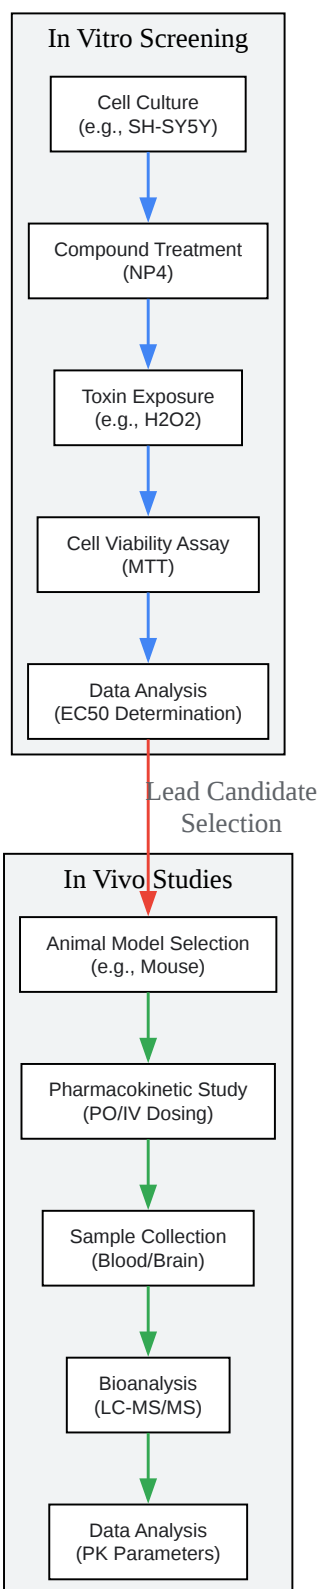 In Vitro Screening
Cell Culture
(e.g., SH-SY5Y)
Compound Treatment
(NP4)
Toxin Exposure
(e.g., H2O2)
Cell Viability Assay
(MTT)
Data Analysis
(EC50 Determination)
Lead Candidate
Selection
In Vivo Studies
Animal Model Selection
(e.g., Mouse)
Pharmacokinetic Study
(PO/IV Dosing)
Sample Collection
(Blood/Brain)
Bioanalysis
(LC-MS/MS)
Data Analysis
(PK Parameters)